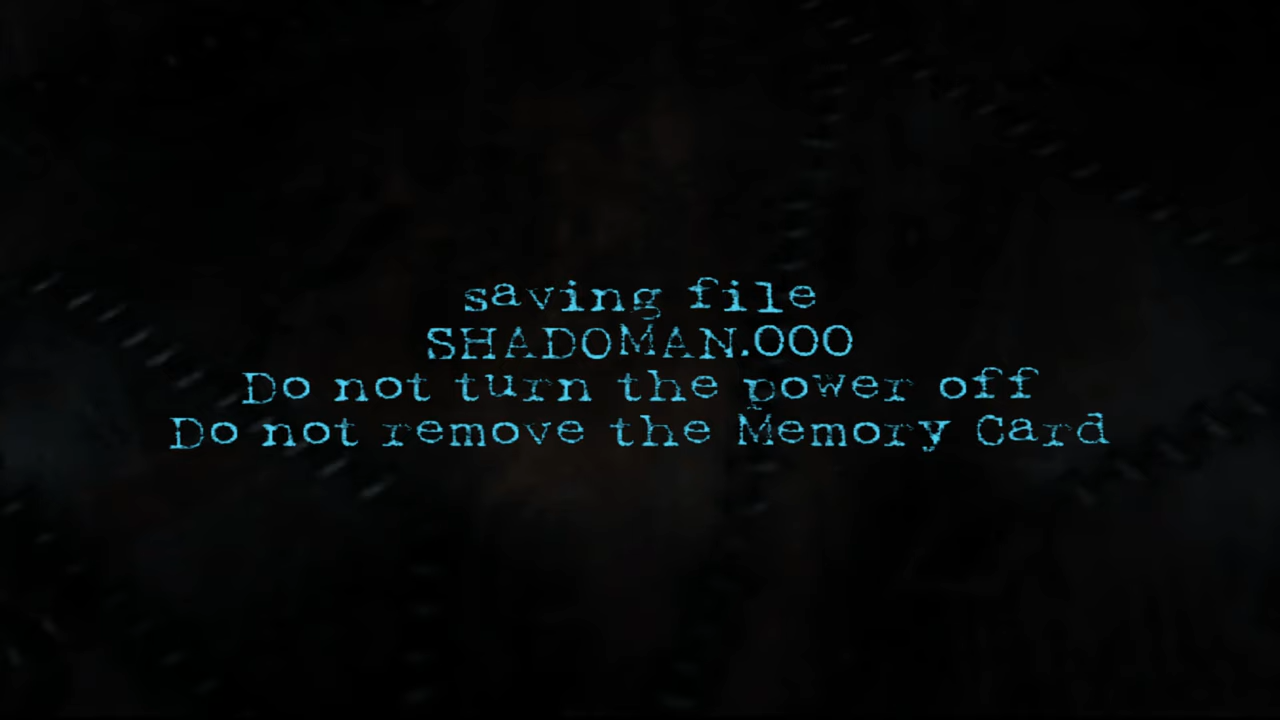 saving file
SHADOMAN.000
Do not turn the power off
Do not remove the Memory Card